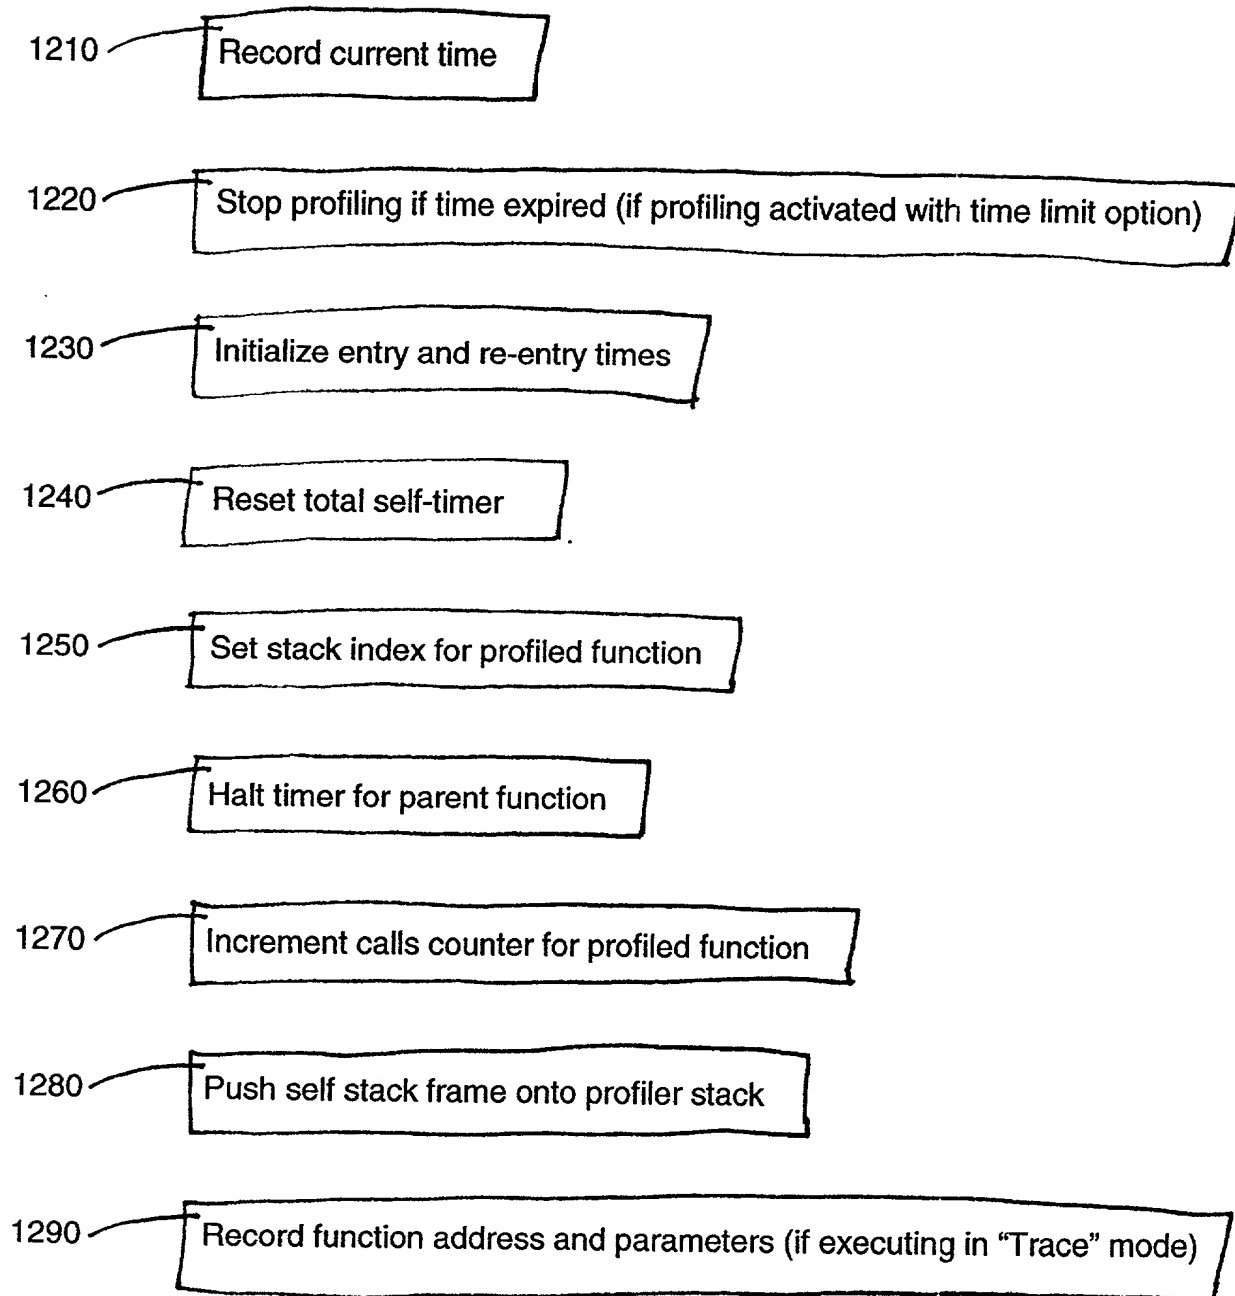 1210 Record current time
1220 Stop profiling if time expired (if profiling activated with time limit option)
1230 Initialize entry and re-entry times
1240 Reset total self-timer
1250 Set stack index for profiled function
1260 Halt timer for parent function
1270 Increment calls counter for profiled function
1280 Push self stack frame onto profiler stack
1290 Record function address and parameters (if executing in “Trace” mode)